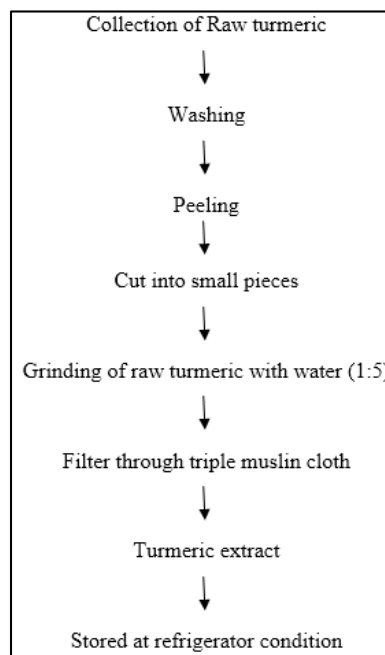 Collection of Raw turmeric
Washing
Peeling
Cut into small pieces
Grinding of raw turmeric with water (1:5)
Filter through triple muslin cloth
Turmeric extract
Stored at refrigerator condition